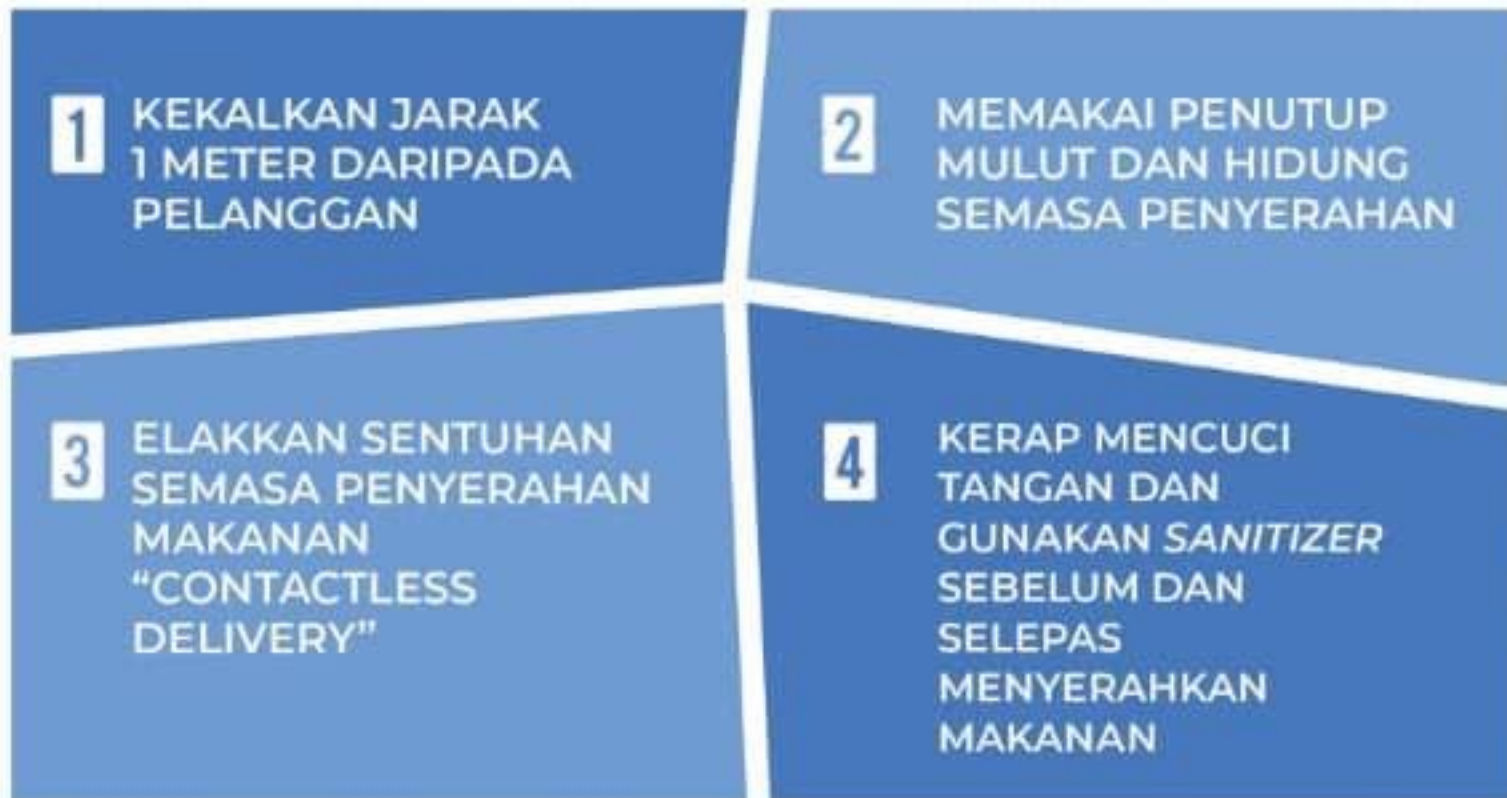 1
KEKALKAN JARAK
1 METER DARIPADA
PELANGGAN
2
MEMAKAI PENUTUP
MULUT DAN HIDUNG
SEMASA PENYERAHAN
3
ELAKKAN SENTUHAN
SEMASA PENYERAHAN
MAKANAN
“CONTACTLESS
DELIVERY”
4
KERAP MENCUCI
TANGAN DAN
GUNAKAN SANITIZER
SEBELUM DAN
SELEPAS
MENYERAHKAN
MAKANAN